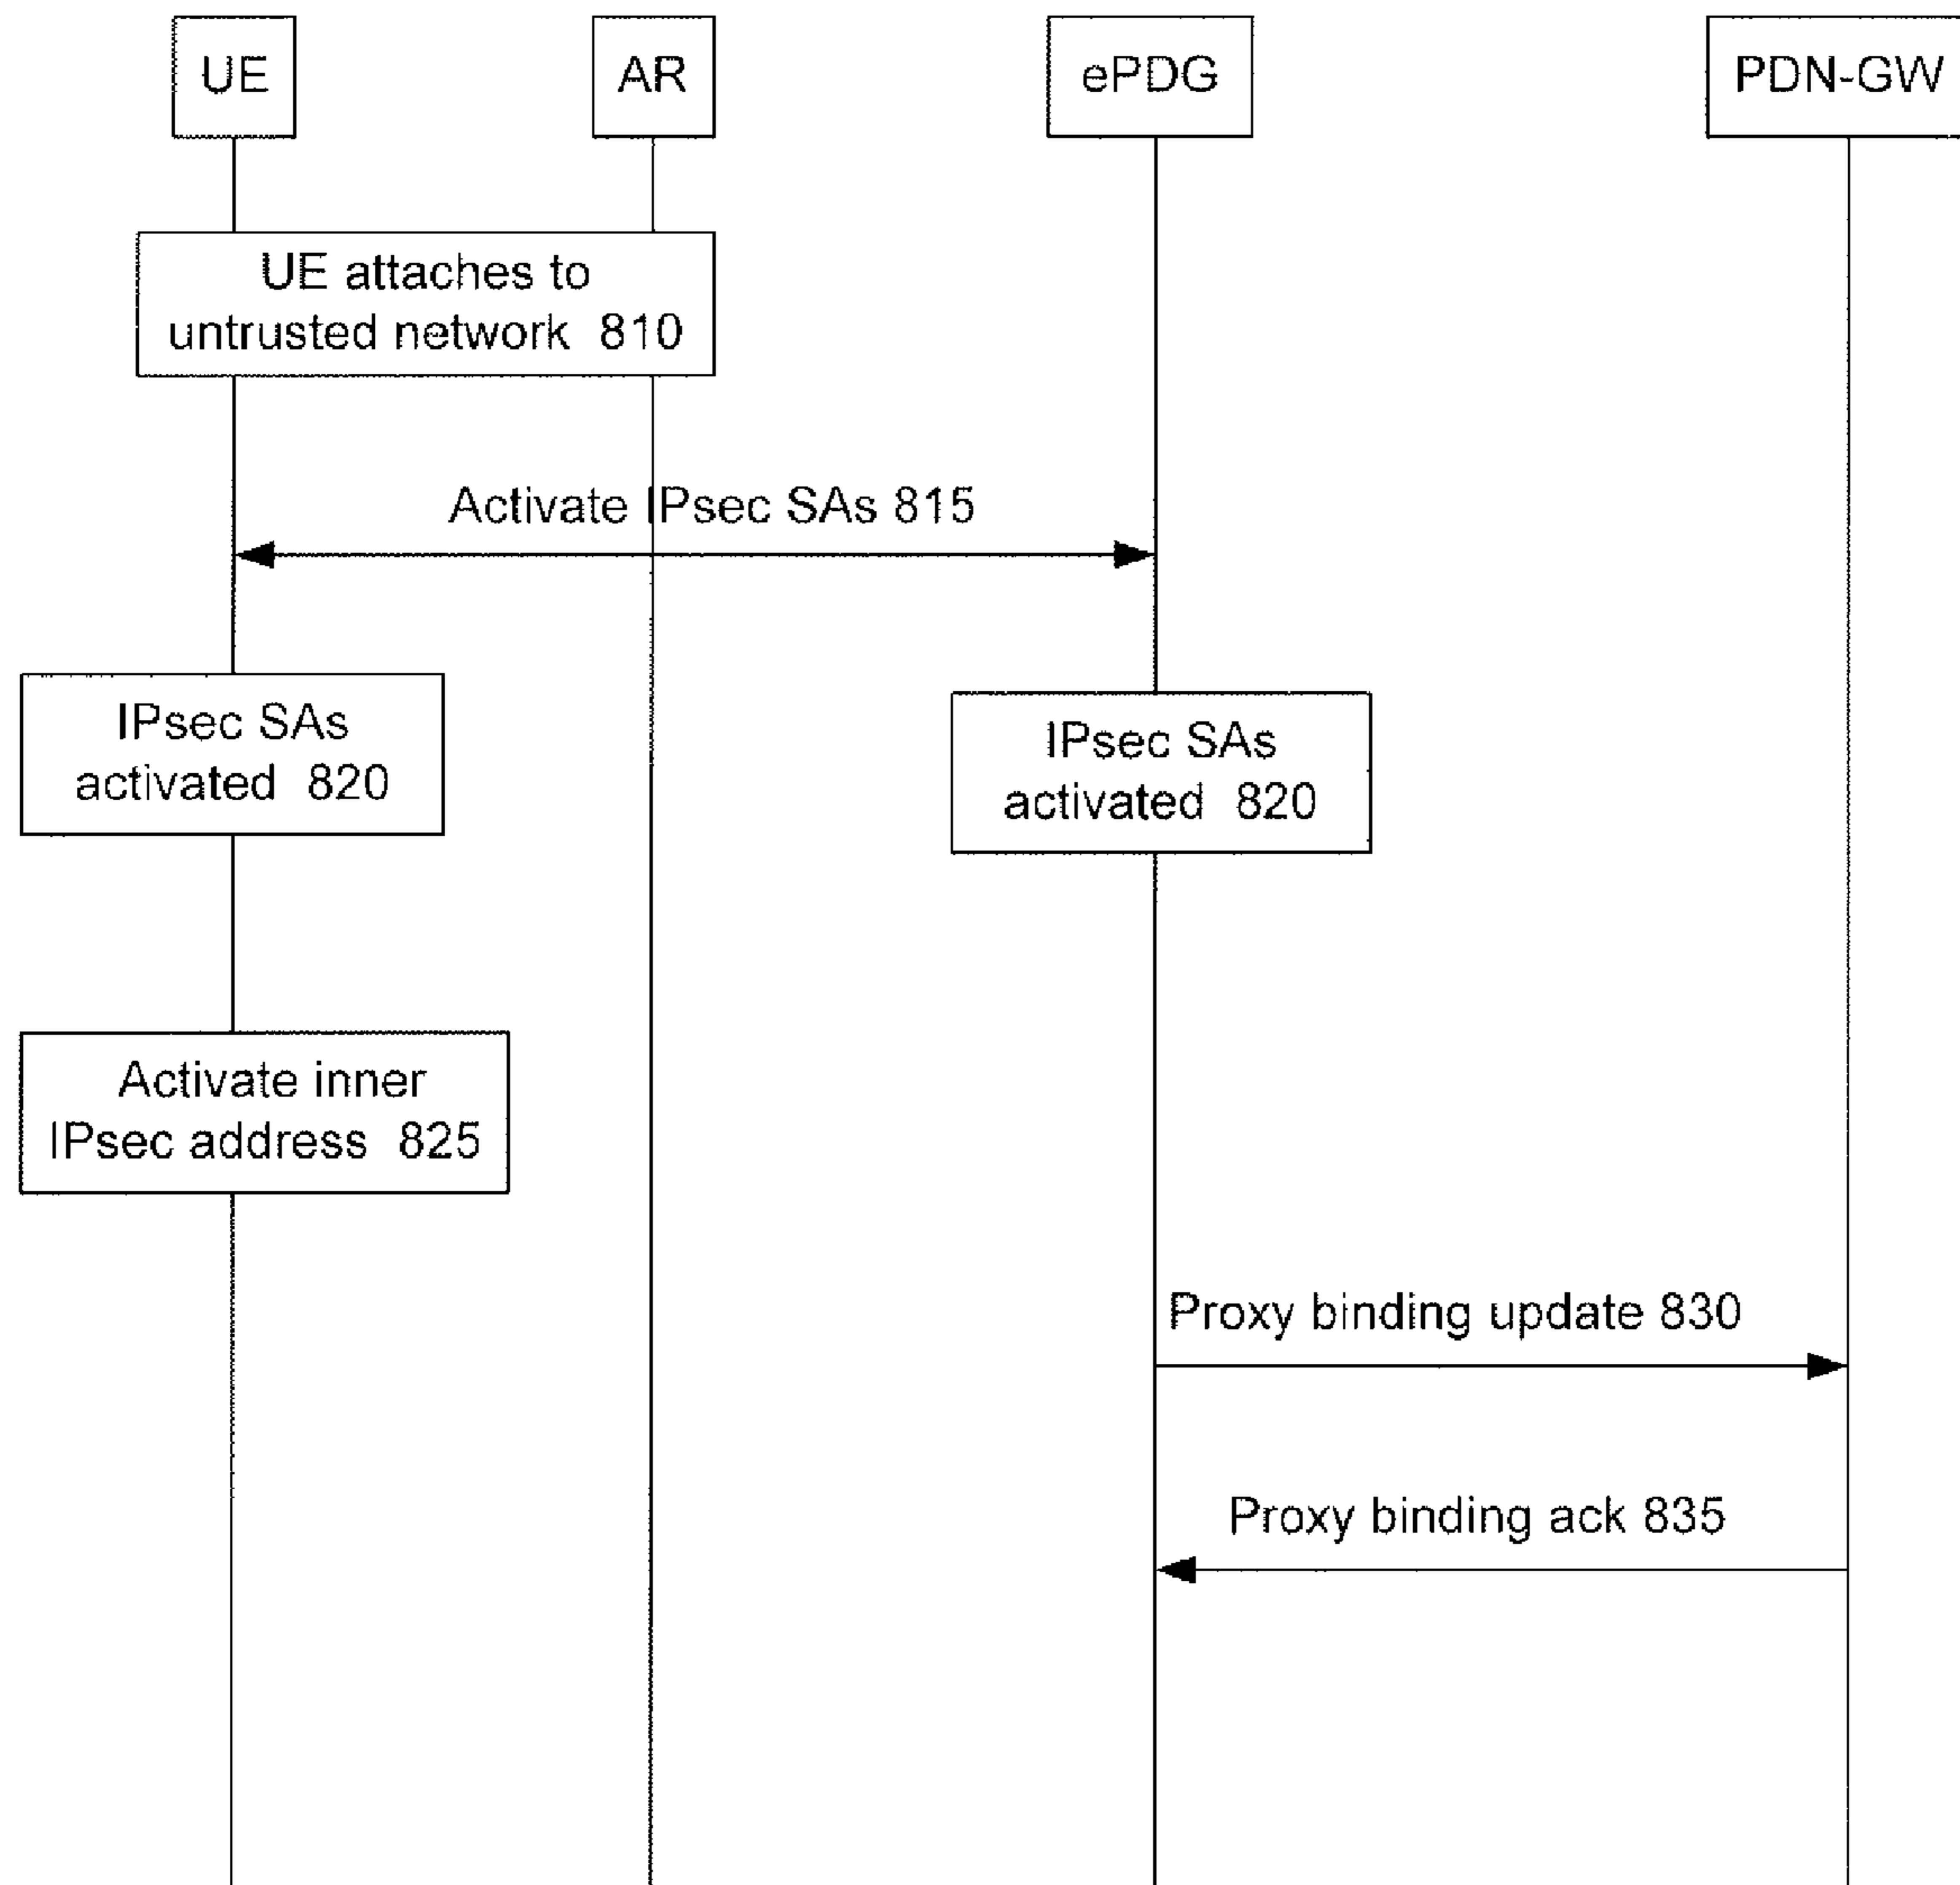 UE
AR
ePDG
PDN-GW
UE attaches to
untrusted network 810
Activate IPsec SAs 815
IPsec SAs
activated 820
IPsec SAs
activated 820
Activate inner
IPsec address 825
Proxy binding update 830
Proxy binding ack 835